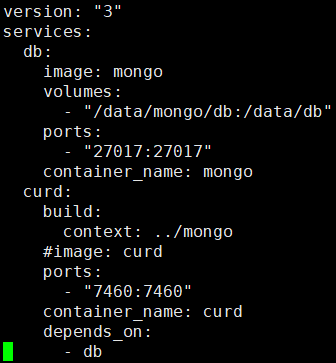 version: "3"
services:
  db:
    image: mongo
    volumes:
      - "/data/mongo/db:/data/db"
    ports:
      - "27017:27017"
    container_name: mongo
  curd:
    build:
      context: ../mongo
    #image: curd
    ports:
      - "7460:7460"
    container_name: curd
    depends_on:
      - db